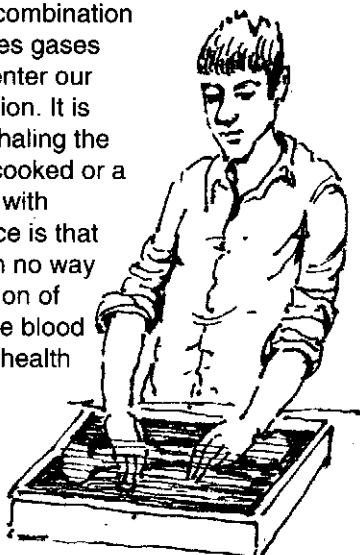 combination
es gases
enter our
ion. It is
haling the
cooked or a
with
ce is that
n no way
on of
e blood
health